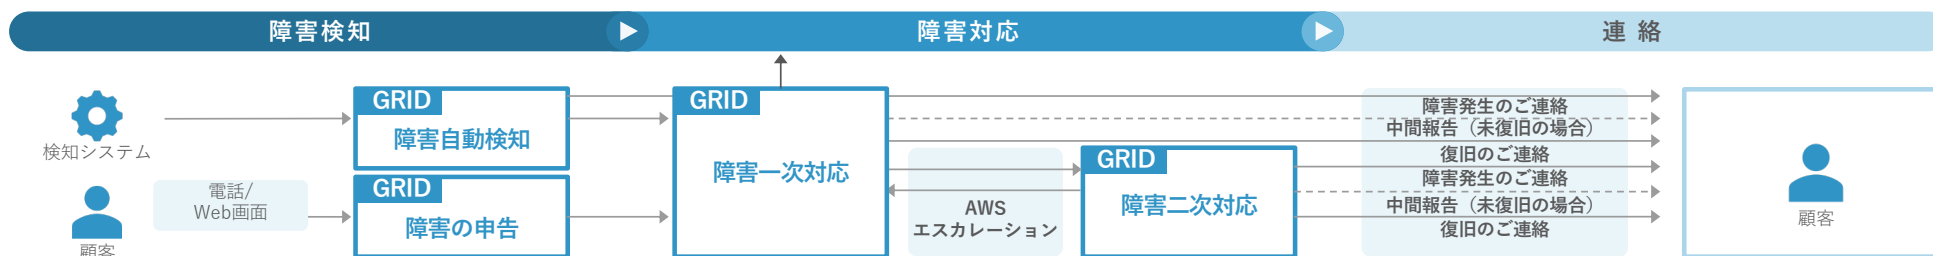 障害検知
障害対応
連 絡
検知システム
顧客
電話/
Web画面
GRID
障害自動検知
GRID
障害の申告
GRID
障害一次対応
AWS
エスカレーション
GRID
障害二次対応
障害発生のご連絡
中間報告（未復旧の場合）
復旧のご連絡
障害発生のご連絡
中間報告（未復旧の場合）
復旧のご連絡
顧客